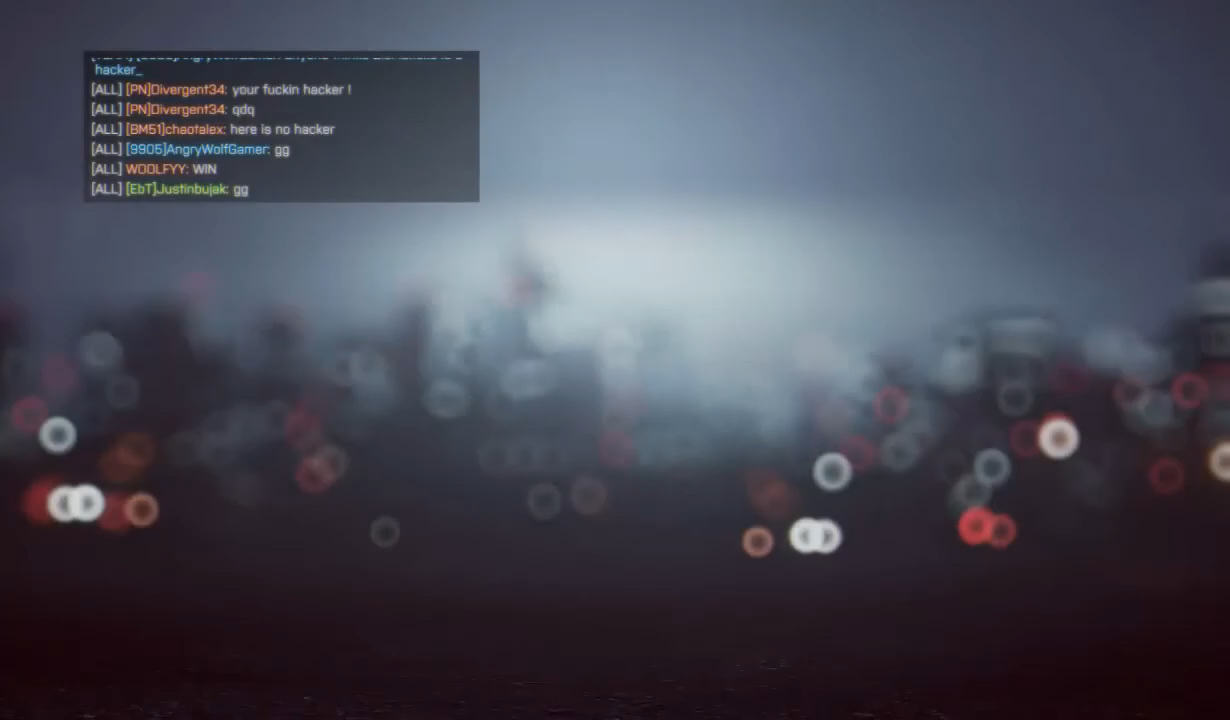 hacker_
[ALL] [PN]Divergent34: your fuckin hacker !
[ALL] [PN]Divergent34: qdq
[ALL] [BM51]chaotalex: here is no hacker
[ALL] [9905]AngryWolfGamer: gg
[ALL] WOOLFYY: WIN
[ALL] [EbT]Justinbujak: gg